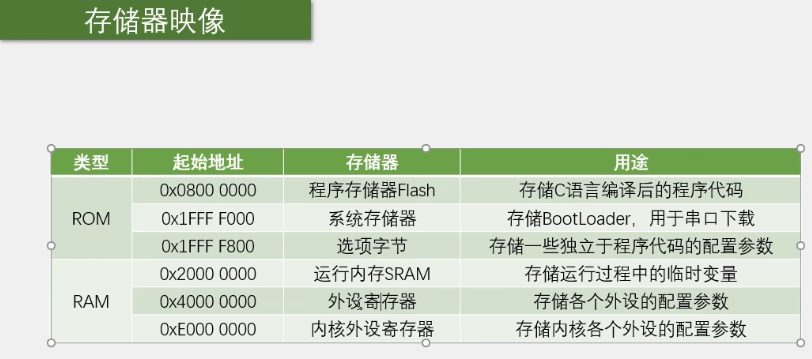 存储器映像
类型 起始地址 存储器 用途
ROM 0x0800 0000 程序存储器Flash 存储C语言编译后的程序代码
0x1FFF F000 系统存储器 存储BootLoader，用于串口下载
0x1FFF F800 选项字节 存储一些独立于程序代码的配置参数
RAM 0x2000 0000 运行内存SRAM 存储运行过程中的临时变量
0x4000 0000 外设寄存器 存储各个外设的配置参数
0xE000 0000 内核外设寄存器 存储内核各个外设的配置参数